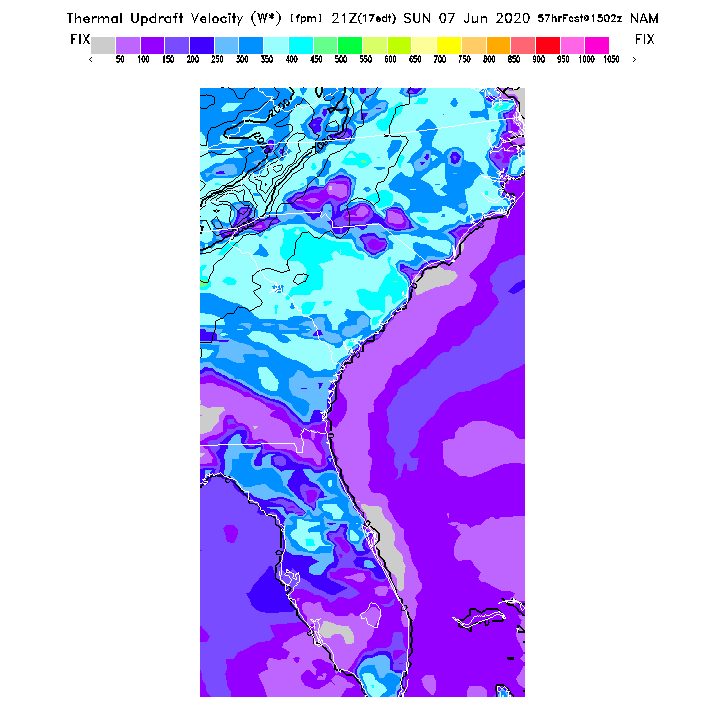 Thermal Updraft Velocity (W*) [fpm] 21Z(17edt) SUN 07 Jun 2020 57hrFcst@1502z NAM
FIX FIX
< 50 100 150 200 250 300 350 400 450 500 550 600 650 700 750 800 850 900 950 1000 1050 >
2000